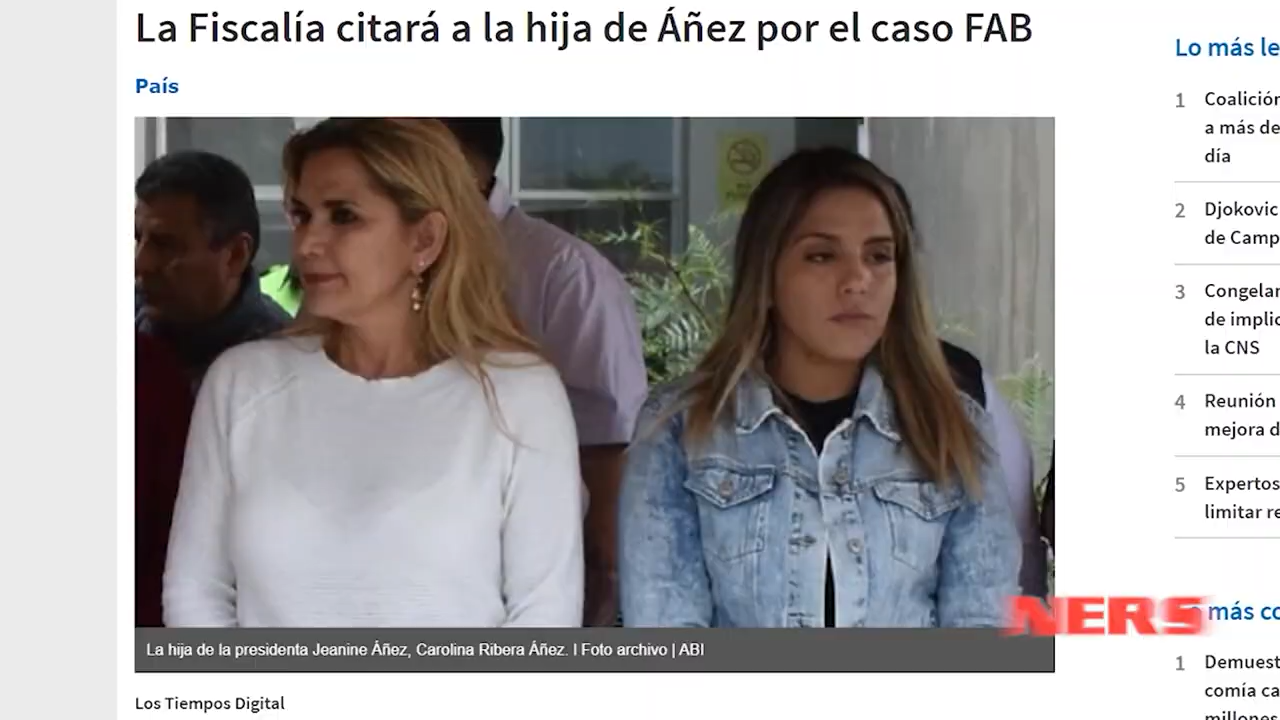 La Fiscalía citará a la hija de Áñez por el caso FAB
País
La hija de la presidenta Jeanine Áñez, Carolina Ribera Áñez. I Foto archivo | ABI
Los Tiempos Digital
Lo más le
1 Coalición
a más de
día
2 Djokovic
de Camp
3 Congelar
de implic
la CNS
4 Reunión
mejora d
5 Expertos
limitar re
NERS
más co
1 Demuest
comía ca
millones